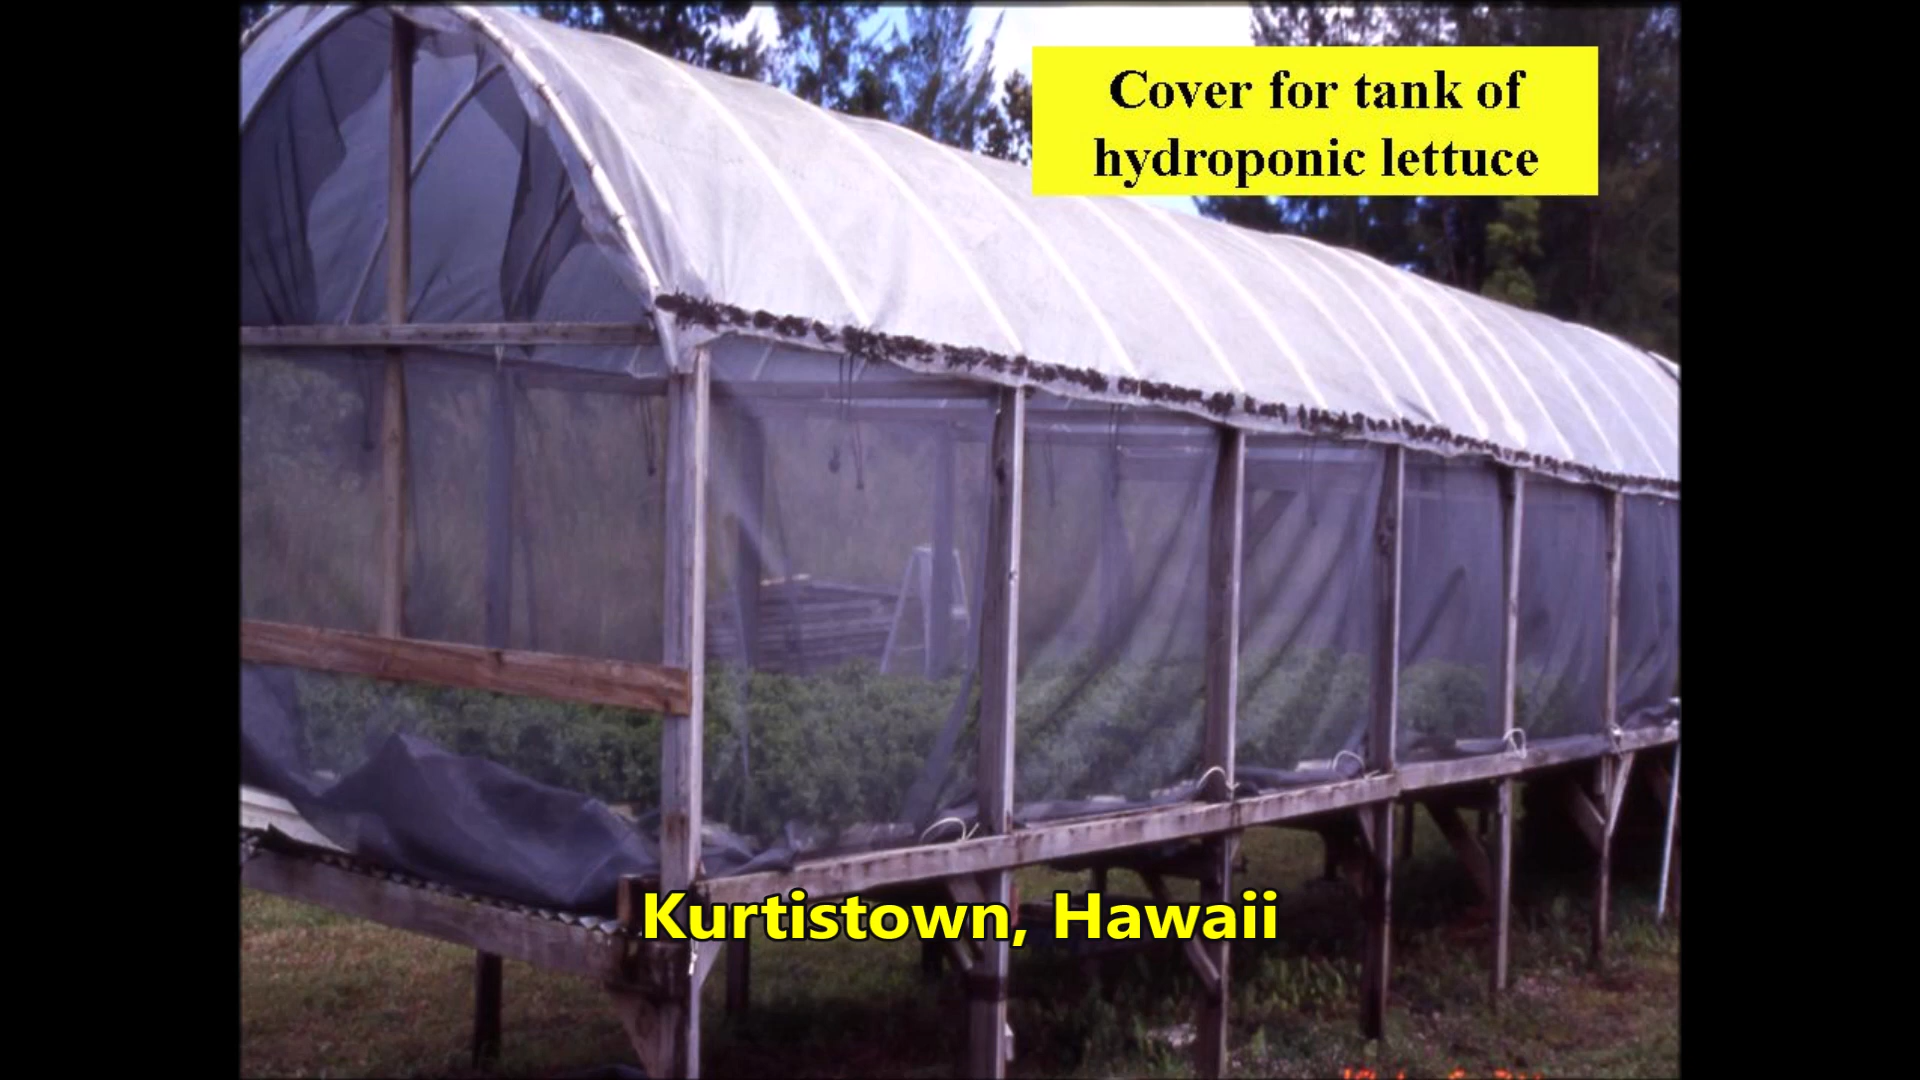 Cover for tank of
hydroponic lettuce
Kurtistown, Hawaii